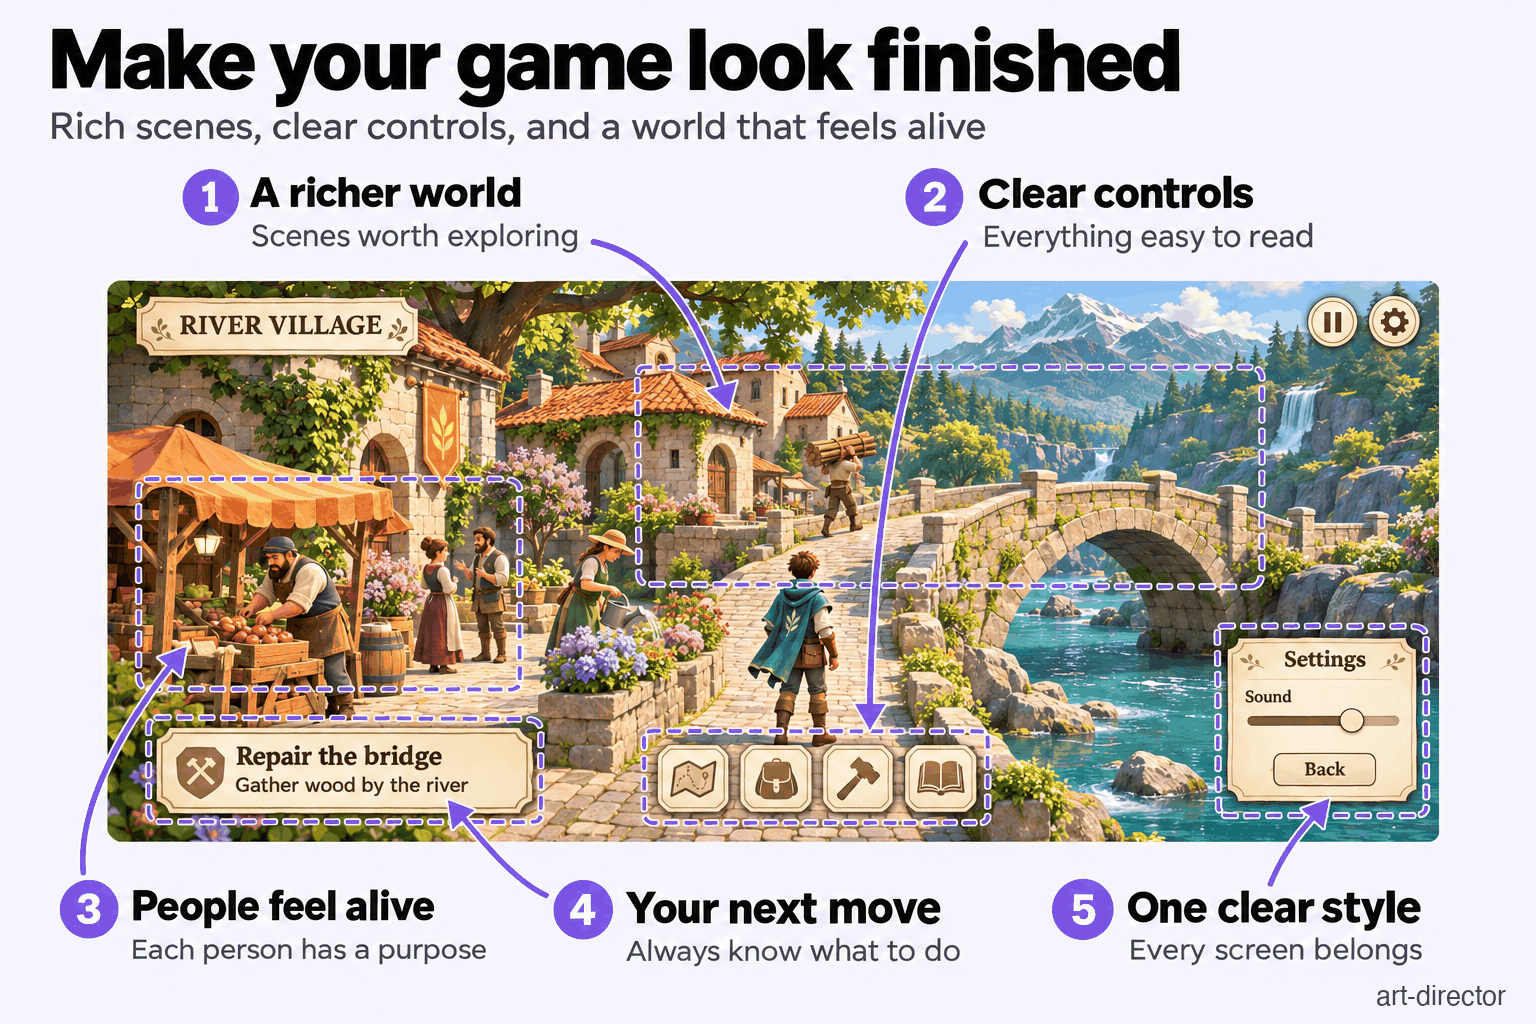 Make your game look finished
Rich scenes, clear controls, and a world that feels alive
1 A richer world
Scenes worth exploring
2 Clear controls
Everything easy to read
RIVER VILLAGE
Settings
Sound
Back
Repair the bridge
Gather wood by the river
3 People feel alive
Each person has a purpose
4 Your next move
Always know what to do
5 One clear style
Every screen belongs
art-director